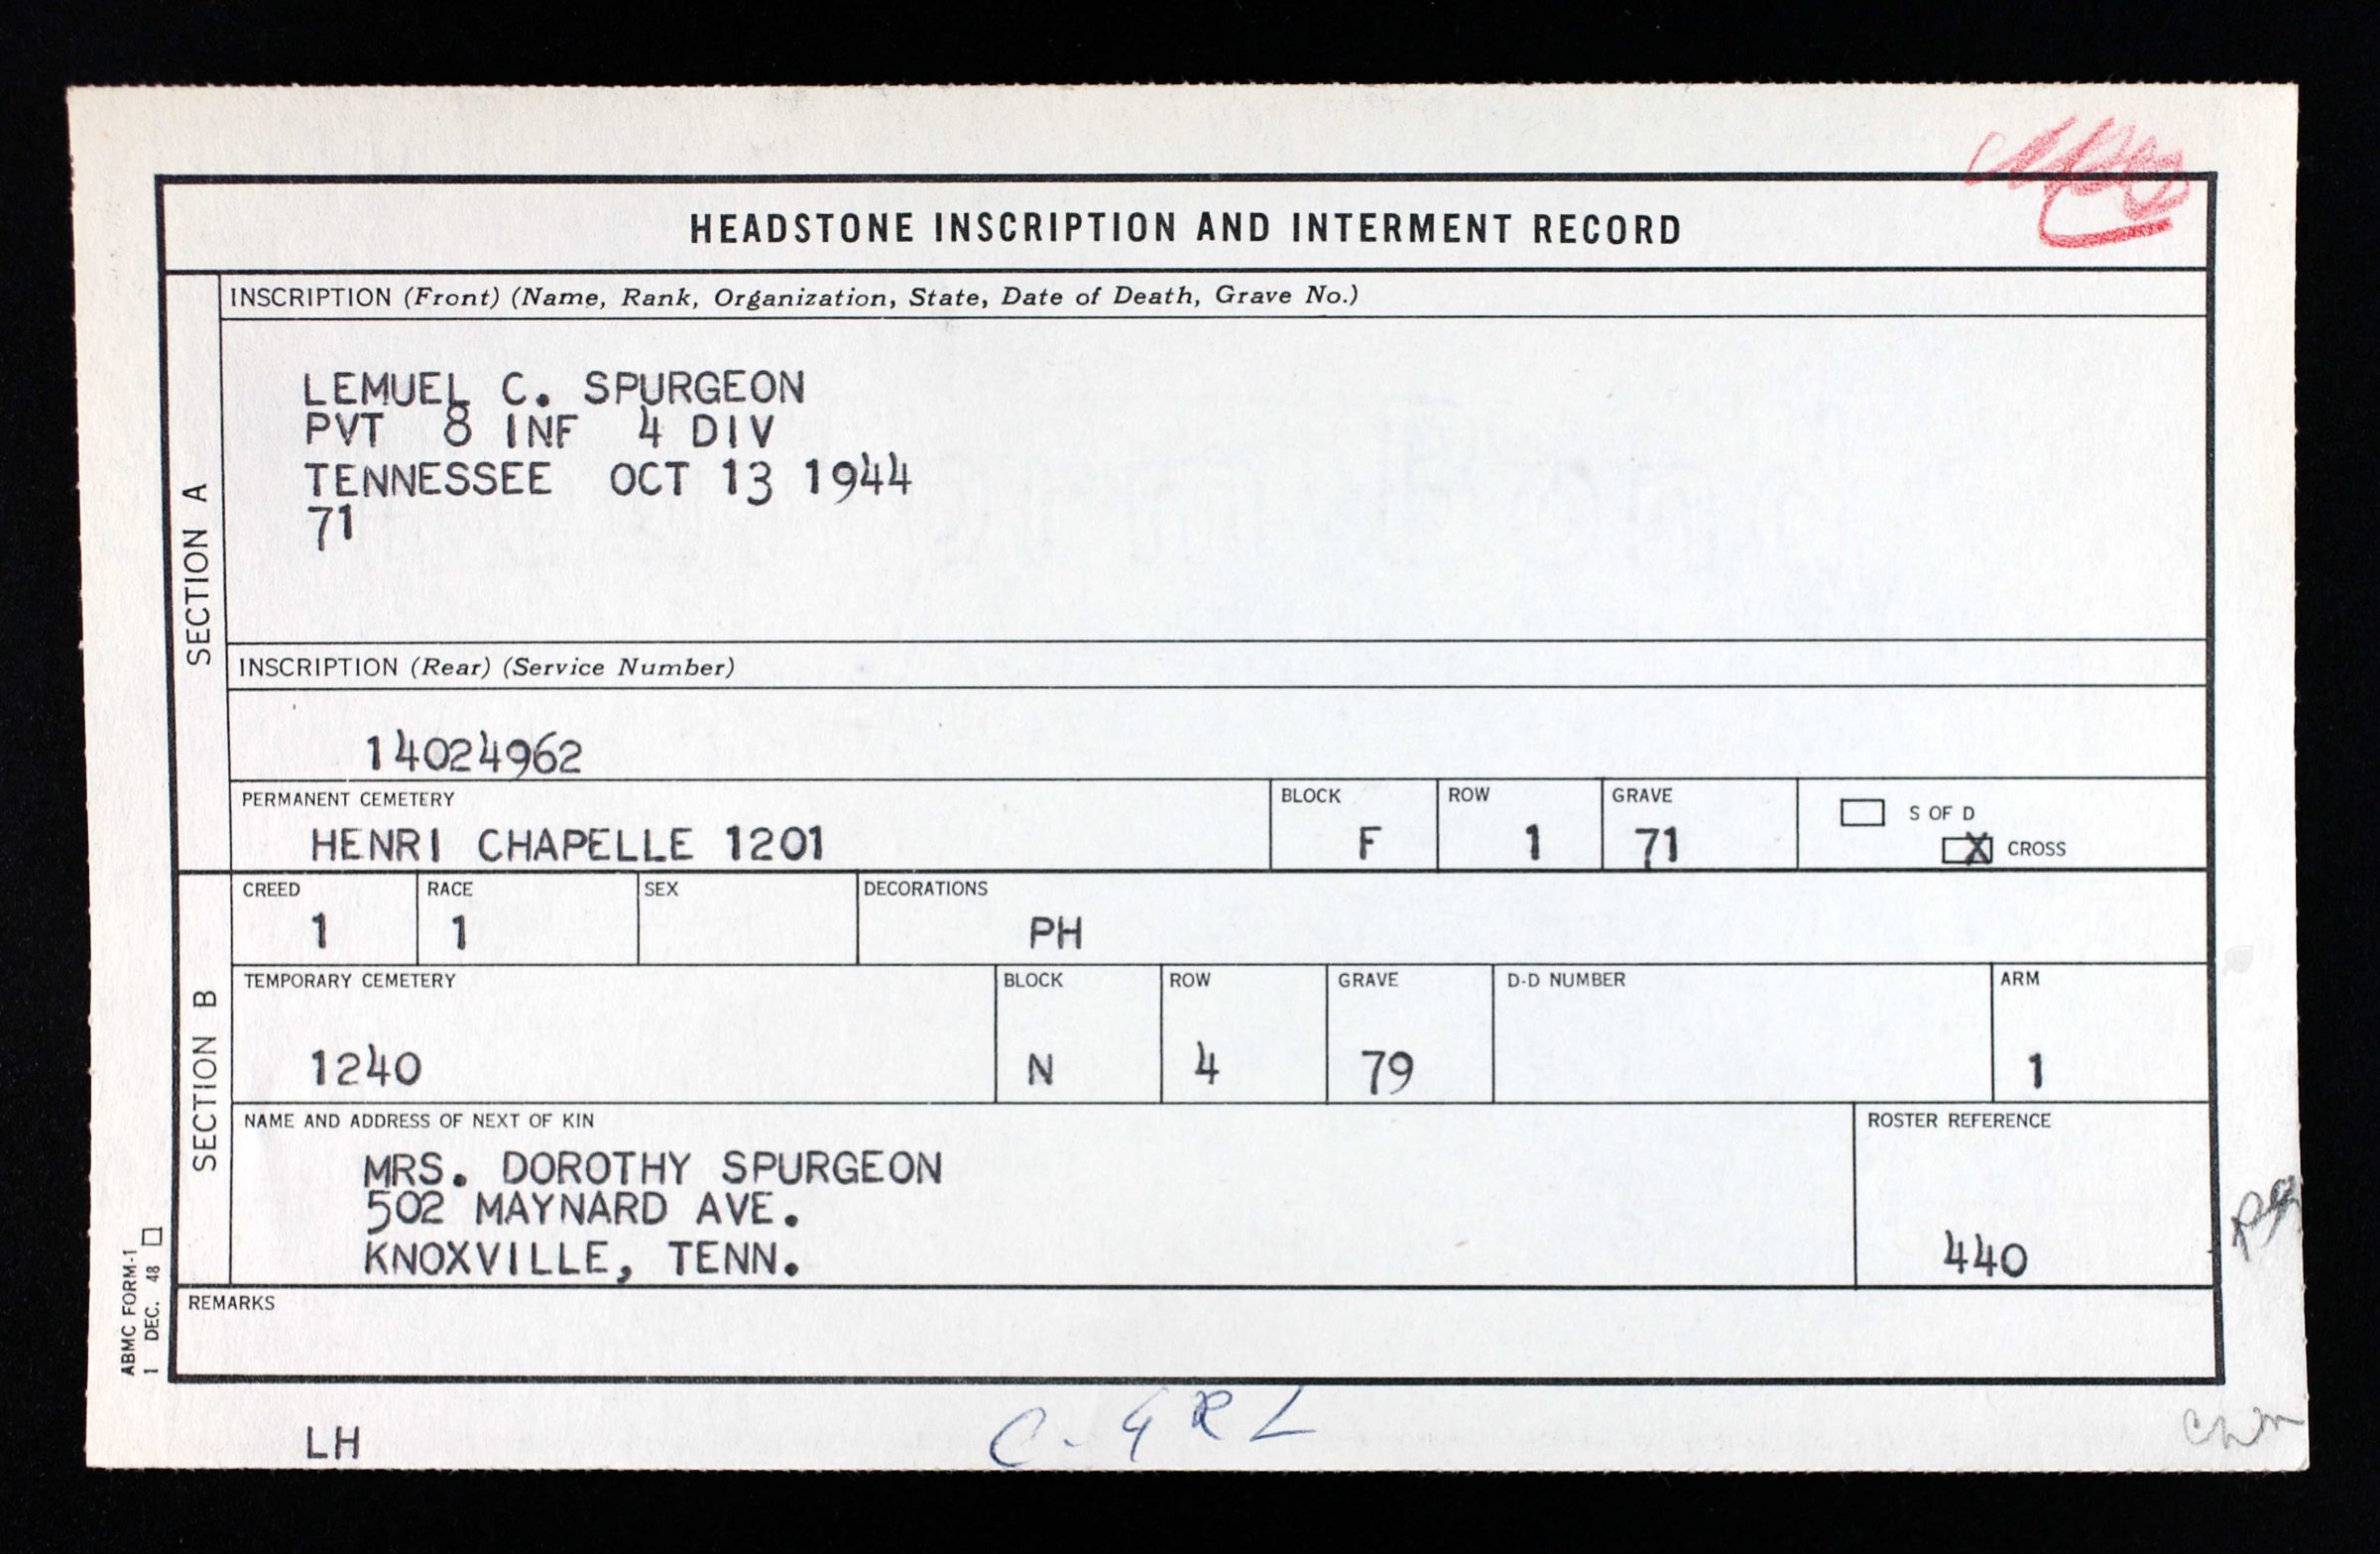 HEADSTONE INSCRIPTION AND INTERMENT RECORD
SECTION A
INSCRIPTION (Front) (Name, Rank, Organization, State, Date of Death, Grave No.)
LEMUEL C. SPURGEON
PVT 8 INF 4 DIV
TENNESSEE OCT 13 1944
71
INSCRIPTION (Rear) (Service Number)
14024962
PERMANENT CEMETERY BLOCK ROW GRAVE
S OF D
HENRI CHAPELLE 1201 F 1 71 X CROSS
SECTION B
CREED RACE SEX DECORATIONS
1 1 PH
TEMPORARY CEMETERY BLOCK ROW GRAVE D-D NUMBER ARM
1240 N 4 79 1
NAME AND ADDRESS OF NEXT OF KIN ROSTER REFERENCE
MRS. DOROTHY SPURGEON
502 MAYNARD AVE.
KNOXVILLE, TENN. 440
REMARKS
ABMC FORM-1
1 DEC. 48
LH